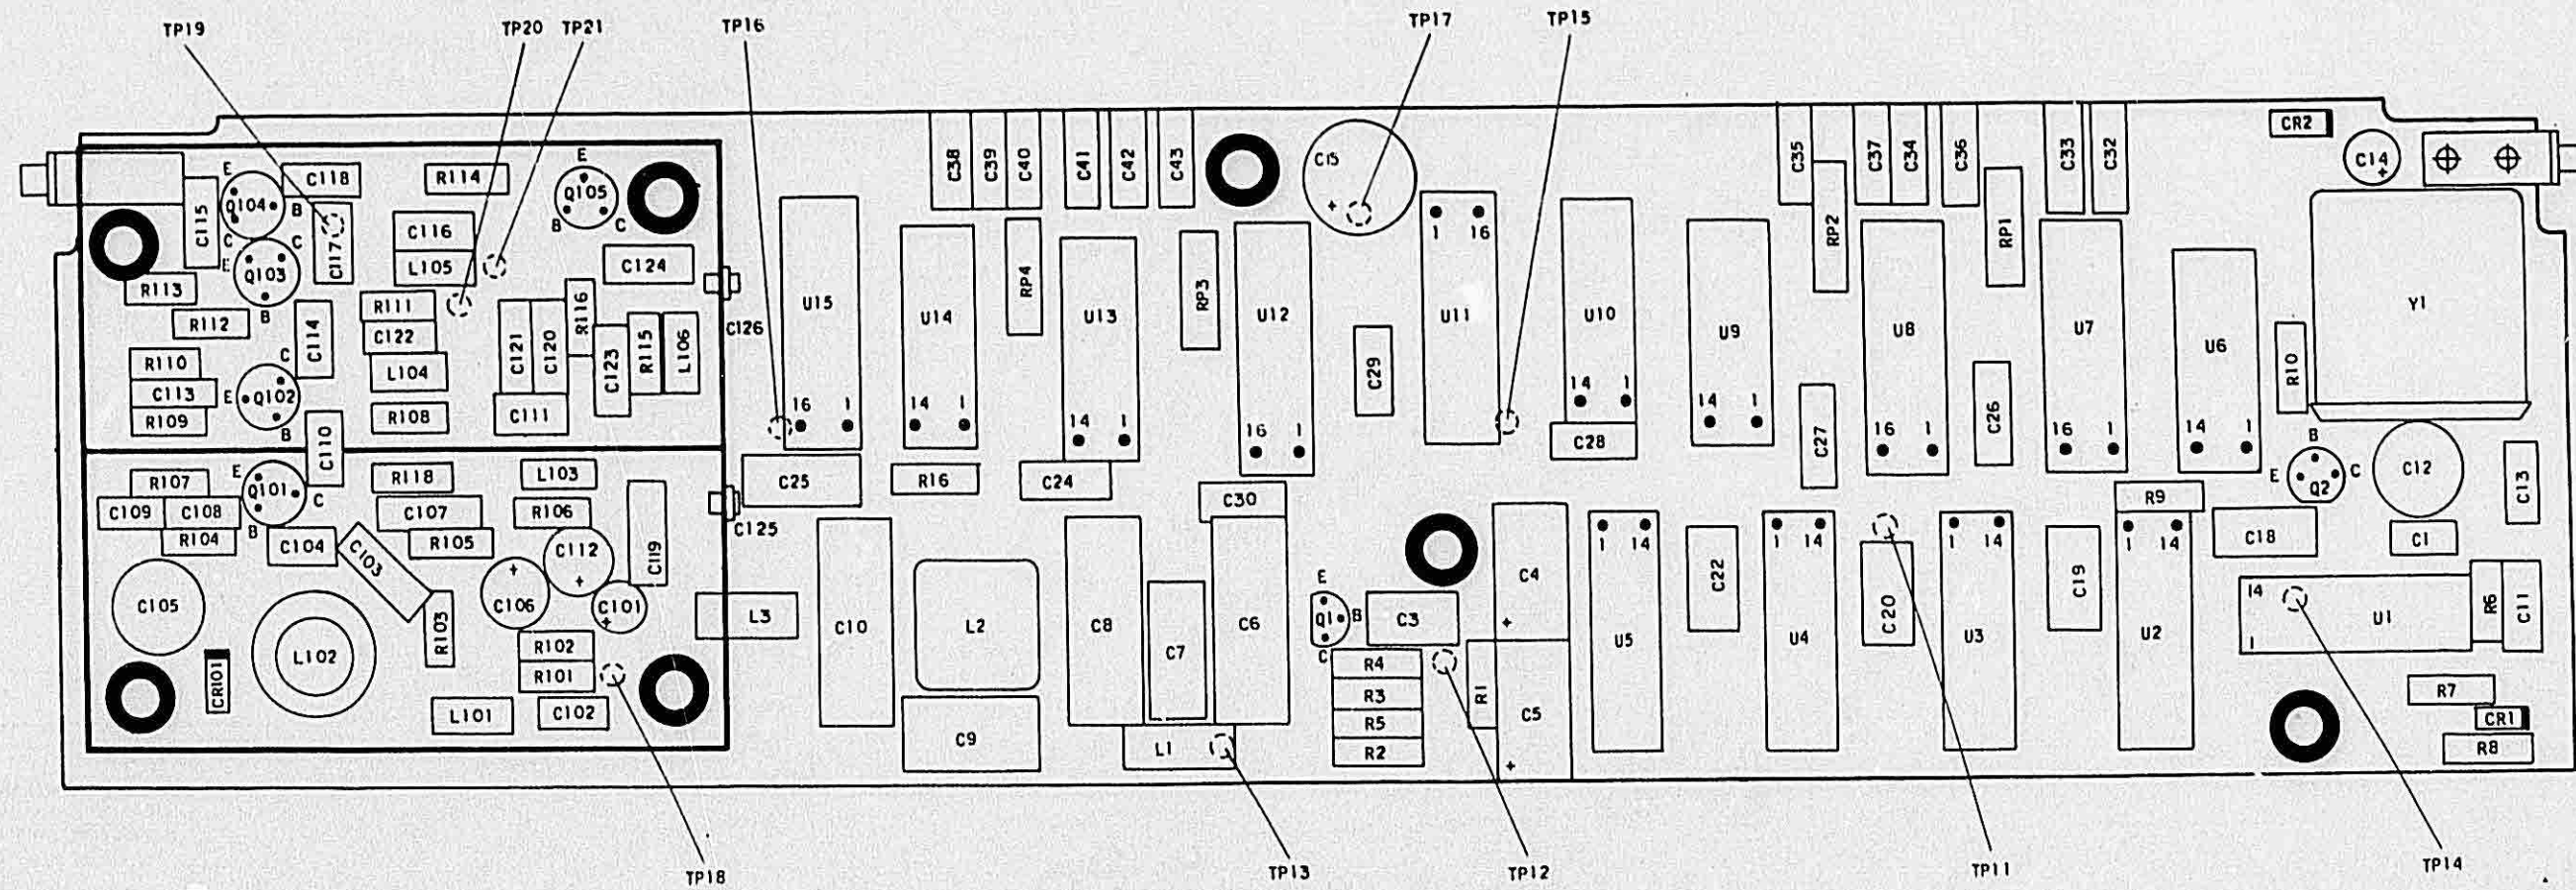 TP19
TP20
TP21
TP16
TP17
TP15
C118
R114
E
Q105
B
C
E
Q104
B
C
C115
C117
C116
L105
C124
C
E
Q103
B
R113
R112
R111
C122
L104
C114
R110
C113
R109
C
E
Q102
B
R108
C121
C120
R116
C123
R115
L106
C111
C126
C110
R107
C109
C108
R104
E
Q101
C
B
C104
R118
C107
R105
L103
R106
C112
+
C119
C125
C103
C105
L102
CR101
R103
+
C106
C101
+
R102
R101
L101
C102
L3
C38
C39
C40
C41
C42
C43
C15
+
U15
16 1
U14
14 1
RP4
U13
14 1
RP3
U12
16 1
C29
1 16
U11
U10
14 1
C28
U9
14 1
C35
RP2
C37
C34
C36
RP1
C33
C32
U8
16 1
C27
C26
U7
16 1
U6
14 1
CR2
C14
+
Y1
R10
C25
R16
C24
C30
C10
L2
C9
C8
C7
C6
L1
E
Q1
B
C
C3
R4
R3
R5
R2
R1
C4
+
C5
+
1 14
U5
C22
1 14
U4
C20
1 14
U3
C19
R9
1 14
U2
B
E
C
Q2
C12
C13
C18
C1
14
1
U1
R6
C11
R7
CR1
R8
TP18
TP13
TP12
TP11
TP14